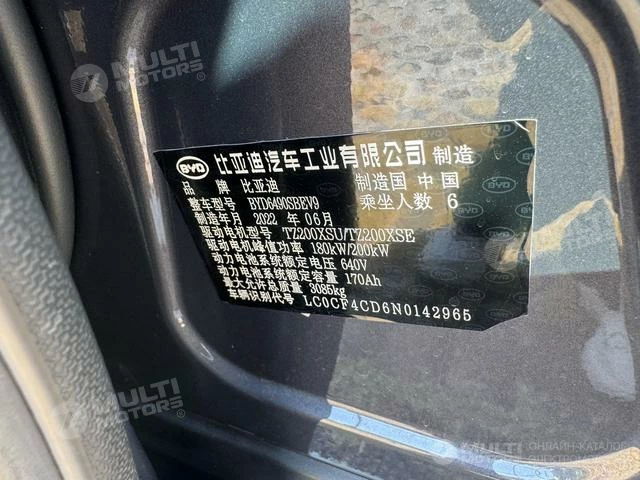 MULTI
MOTORS
BYD 比亚迪汽车工业有限公司 制造
品 牌 比亚迪 制造国 中国
整车型号 BYD6490SBEV9 乘坐人数 6
制造年月 2022 年 06月
驱动电机型号 TZ200XSU/TZ200XSE
驱动电机峰值功率 180kW/200kW
动力电池系统额定电压 640V
动力电池系统额定容量 170Ah
最大允许总质量 3085kg
车辆识别代号 LC0CF4CD6N0142965
MULTI
MOTORS
MULTI
ОНЛАЙН-КАТАЛОГ